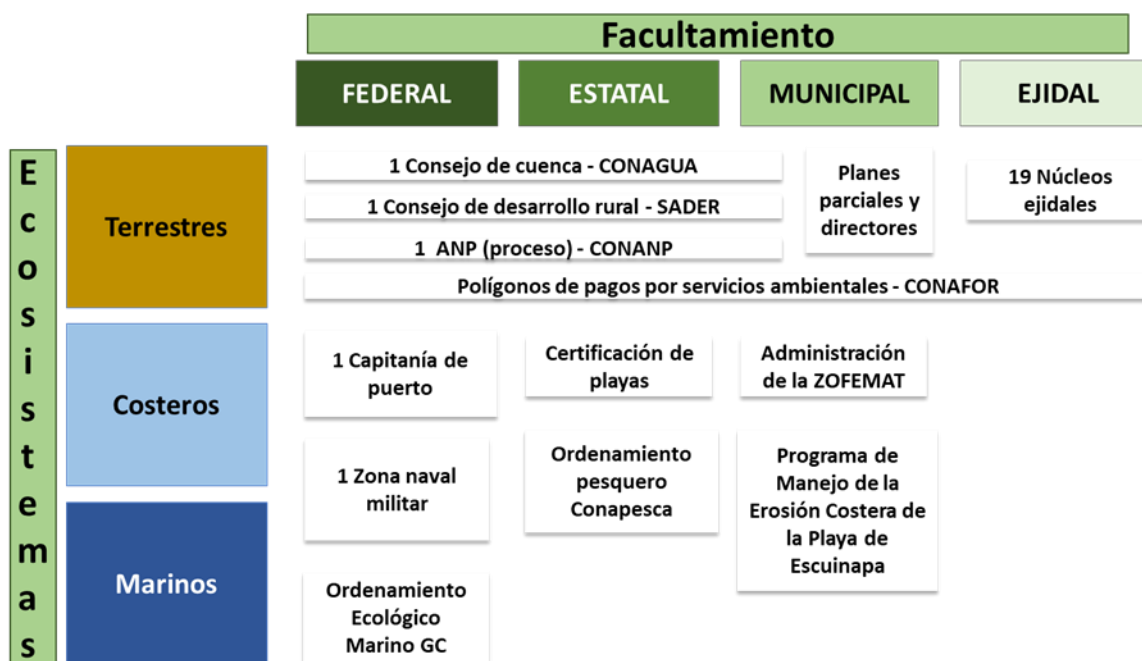 Facultamiento
FEDERAL
ESTATAL
MUNICIPAL
EJIDAL
Ecosistemas
Terrestres
1 Consejo de cuenca - CONAGUA
1 Consejo de desarrollo rural - SADER
1 ANP (proceso) - CONANP
Planes
parciales y
directores
19 Núcleos
ejidales
Polígonos de pagos por servicios ambientales - CONAFOR
Costeros
1 Capitanía de
puerto
Certificación de
playas
Administración
de la ZOFEMAT
1 Zona naval
militar
Ordenamiento
pesquero
Conapesca
Programa de
Manejo de la
Erosión Costera de
la Playa de
Escuinapa
Marinos
Ordenamiento
Ecológico
Marino GC